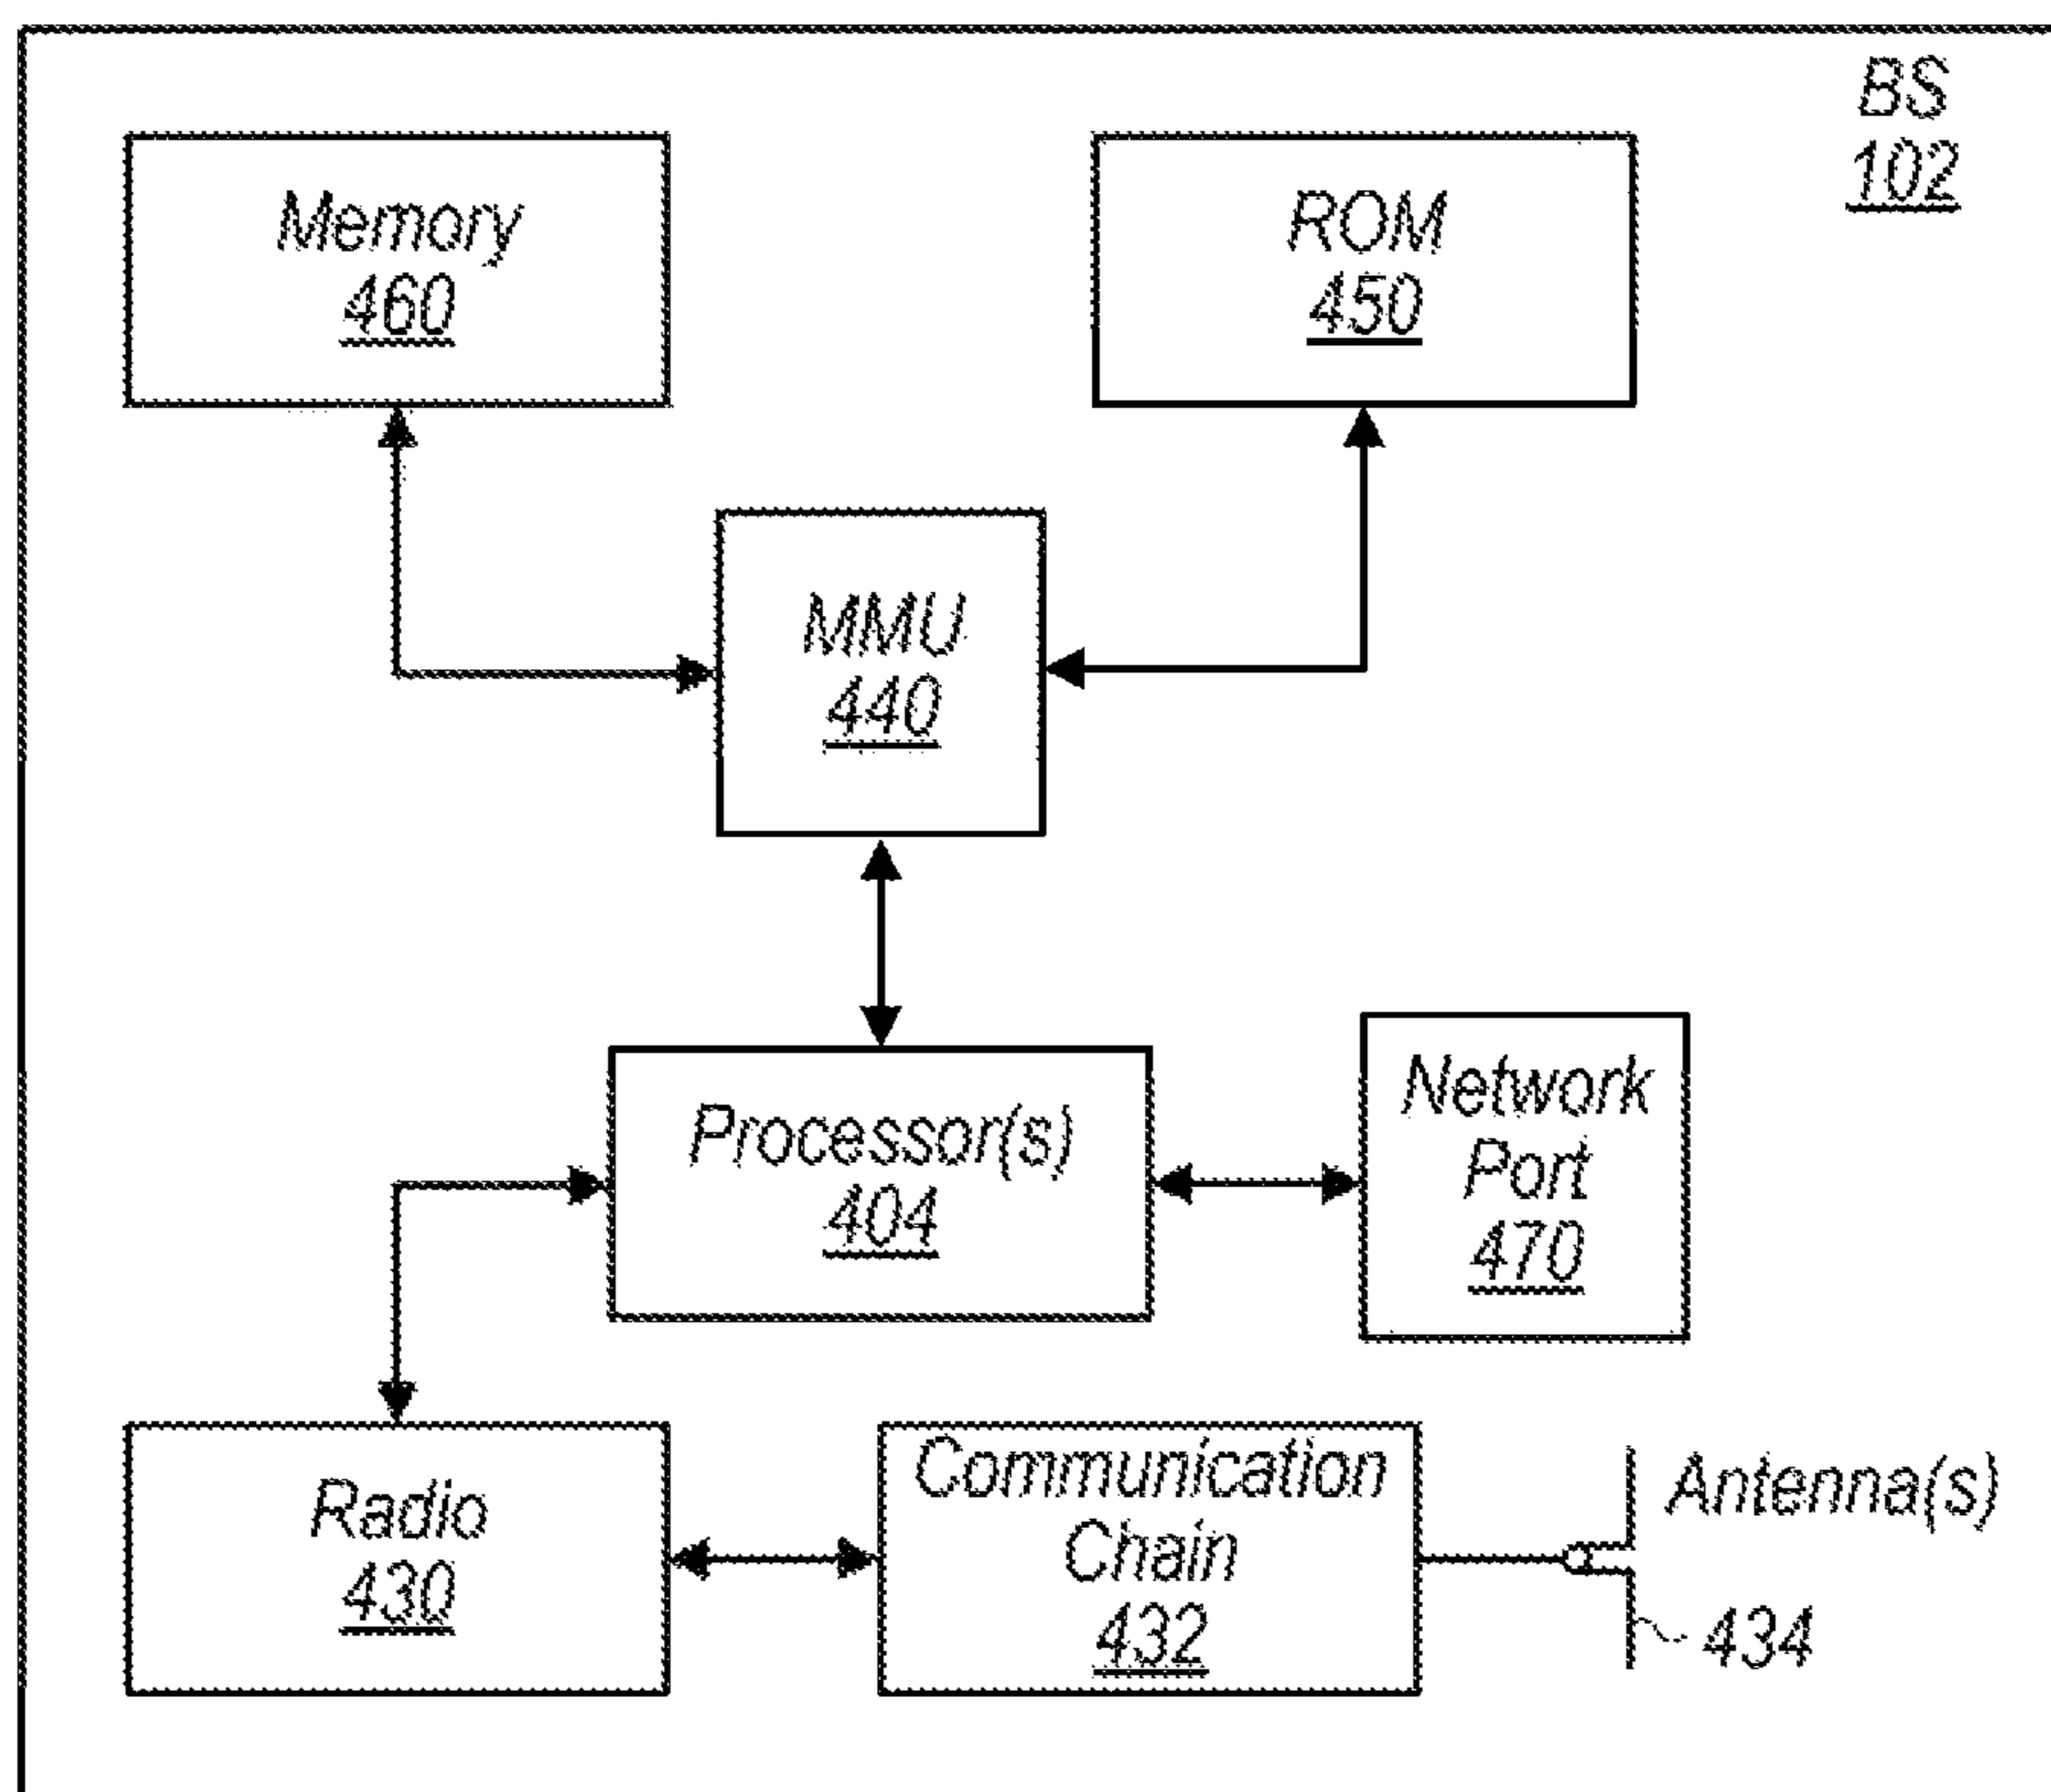 BS
102
Memory
460
ROM
450
MMU
440
Processor(s)
404
Network
Port
470
Radio
430
Communication
Chain
432
Antenna(s)
434